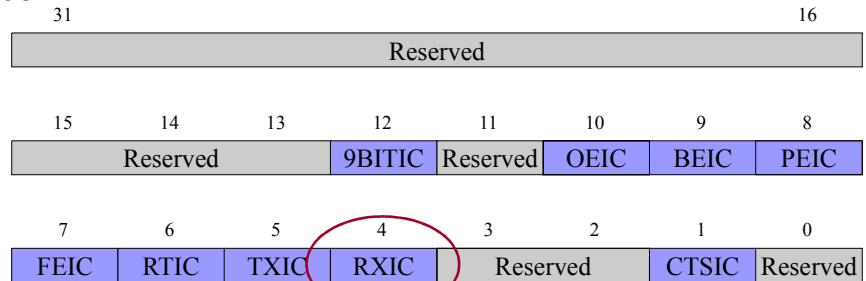 31 16
Reserved
15 14 13 12 11 10 9 8
Reserved 9BITIC Reserved OEIC BEIC PEIC
7 6 5 4 3 2 1 0
FEIC RTIC TXIC RXIC Reserved CTSIC Reserved